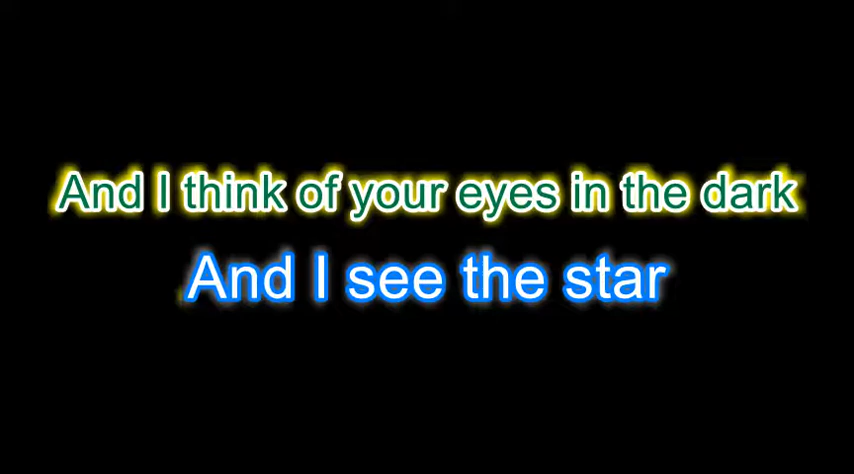 And I think of your eyes in the dark
And I see the star